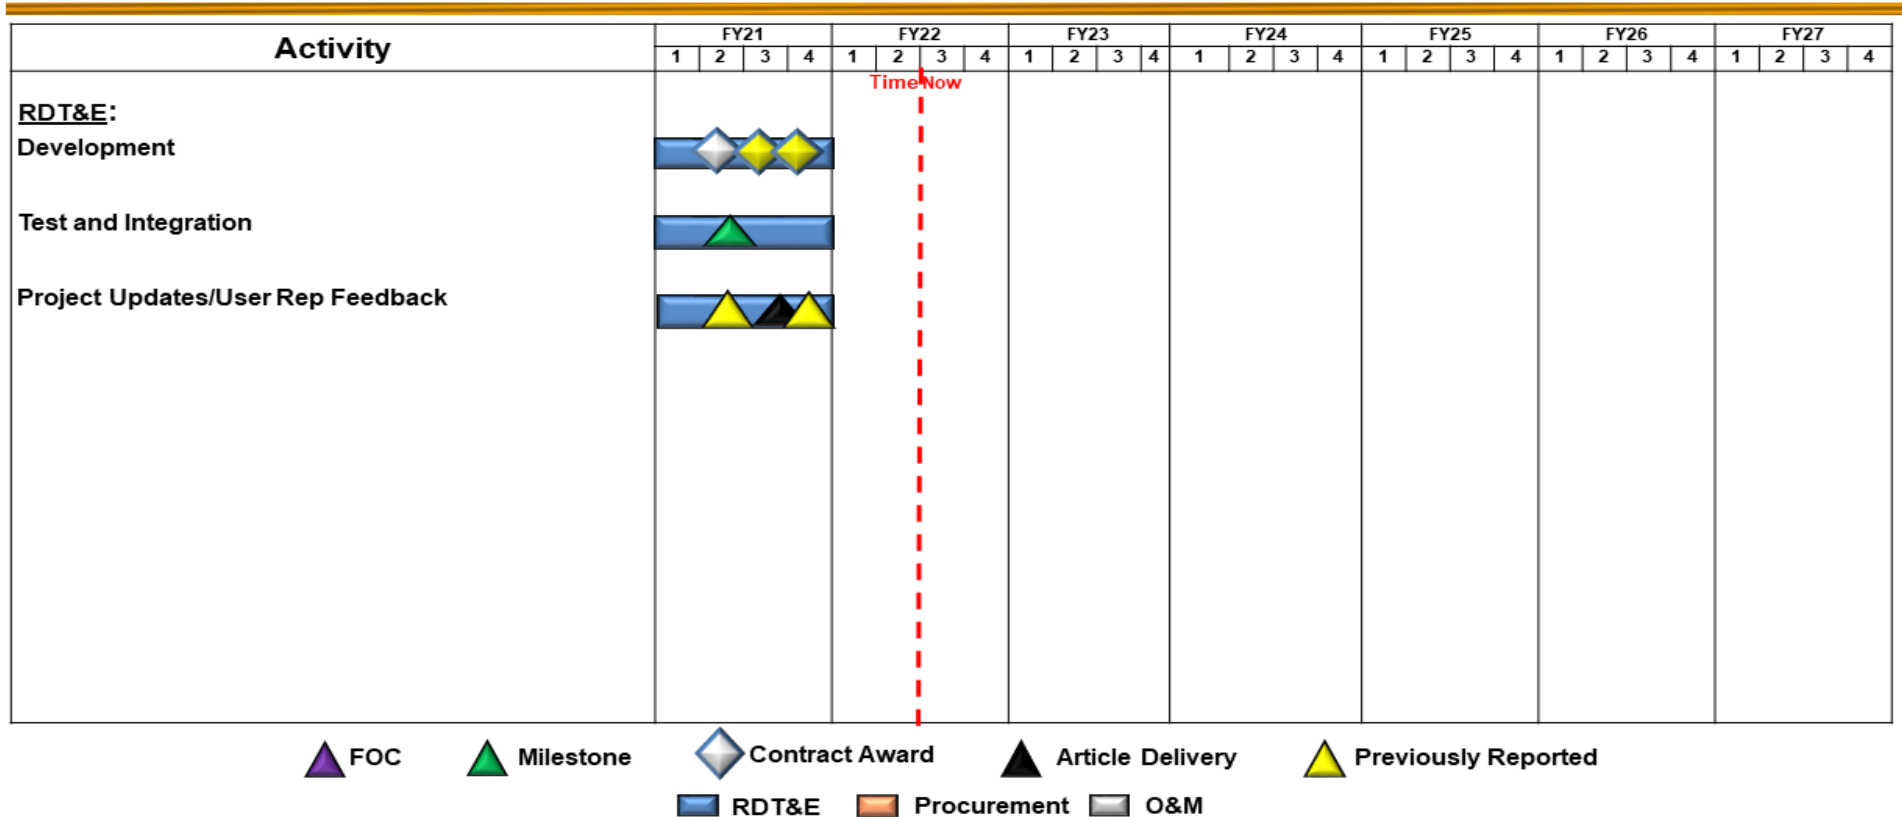 Activity
FY21 FY22 FY23 FY24 FY25 FY26 FY27
1 2 3 4 1 2 3 4 1 2 3 4 1 2 3 4 1 2 3 4 1 2 3 4 1 2 3 4
Time Now
RDT&E:
Development
Test and Integration
Project Updates/User Rep Feedback
FOC Milestone Contract Award Article Delivery Previously Reported
RDT&E Procurement O&M